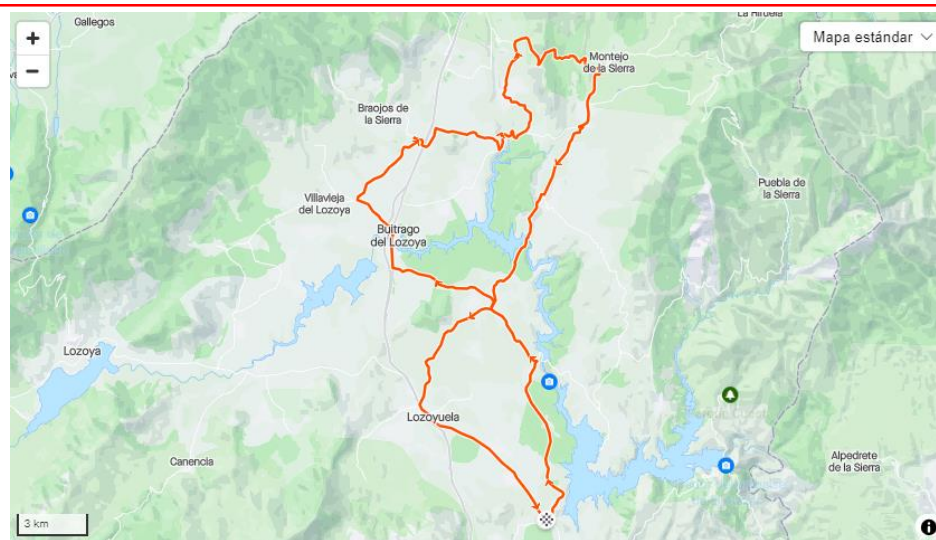 Gallegos
La Hiruela
+
Mapa estándar
−
Montejo
de la Sierra
Braojos de
la Sierra
Puebla de
la Sierra
Villavieja
del Lozoya
Buitrago
del Lozoya
Lozoya
Lozoyuela
Canencia
Alpedrete
de la Sierra
3 km